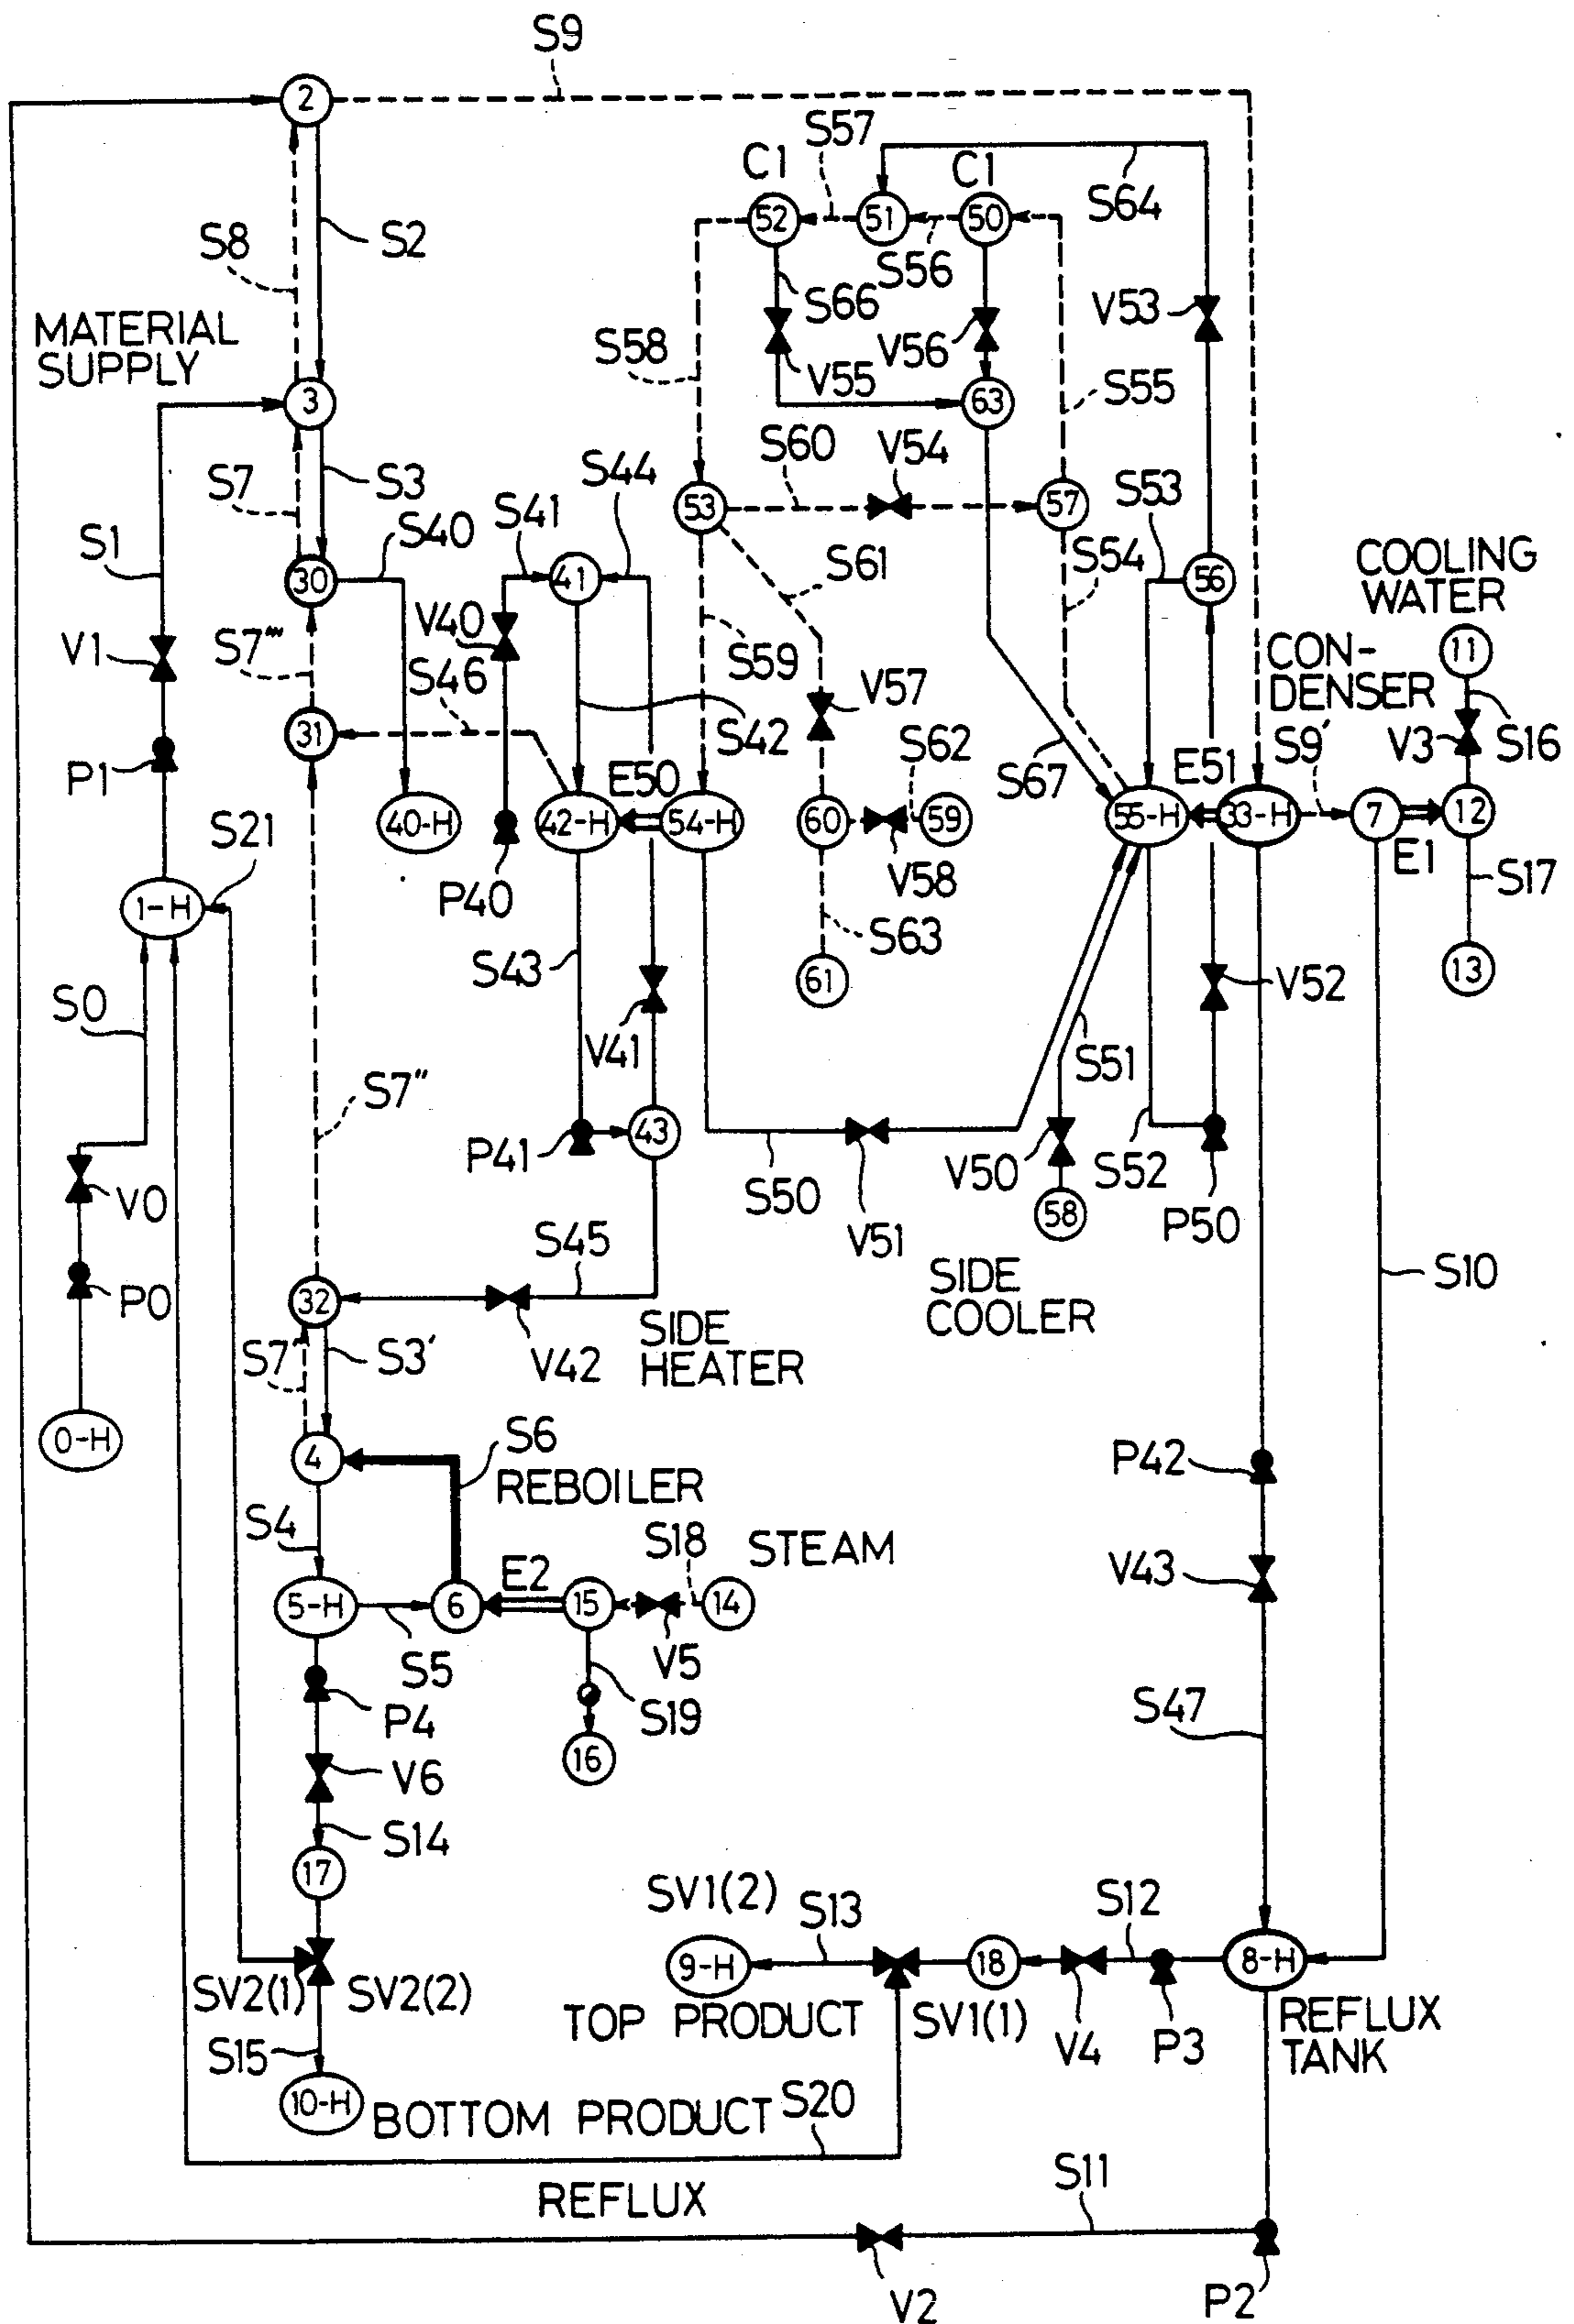 S9
2
S57
C1
C1
52
51
50
S64
S8
S2
S56
S66
V53
MATERIAL
SUPPLY
S58
V56
V55
S55
3
63
S60
V54
S7
S3
S44
S41
53
57
S53
S1
S40
S54
COOLING
WATER
30
41
S61
56
V40
S59
CON-
DENSER
11
V1
S7‴
S46
V57
S16
31
S42
S62
S9′
V3
P1
E50
S67
E51
40-H
42-H
54-H
60
59
55-H
33-H
7
12
S21
V58
E1
P40
S17
1-H
S63
S43
61
13
S0
V52
V41
S51
S7″
P41
43
V50
S52
V0
S50
58
P50
V51
S45
S10
P0
SIDE
COOLER
32
SIDE
HEATER
S7′
S3′
V42
0-H
4
S6
P42
REBOILER
S4
S18
STEAM
V43
E2
5-H
6
15
14
S5
V5
P4
S19
S47
16
V6
S14
17
SV1(2)
S13
S12
9-H
18
8-H
SV2(1)
SV2(2)
TOP PRODUCT
SV1(1)
V4
P3
REFLUX
TANK
S15
10-H
BOTTOM PRODUCT
S20
S11
REFLUX
V2
P2